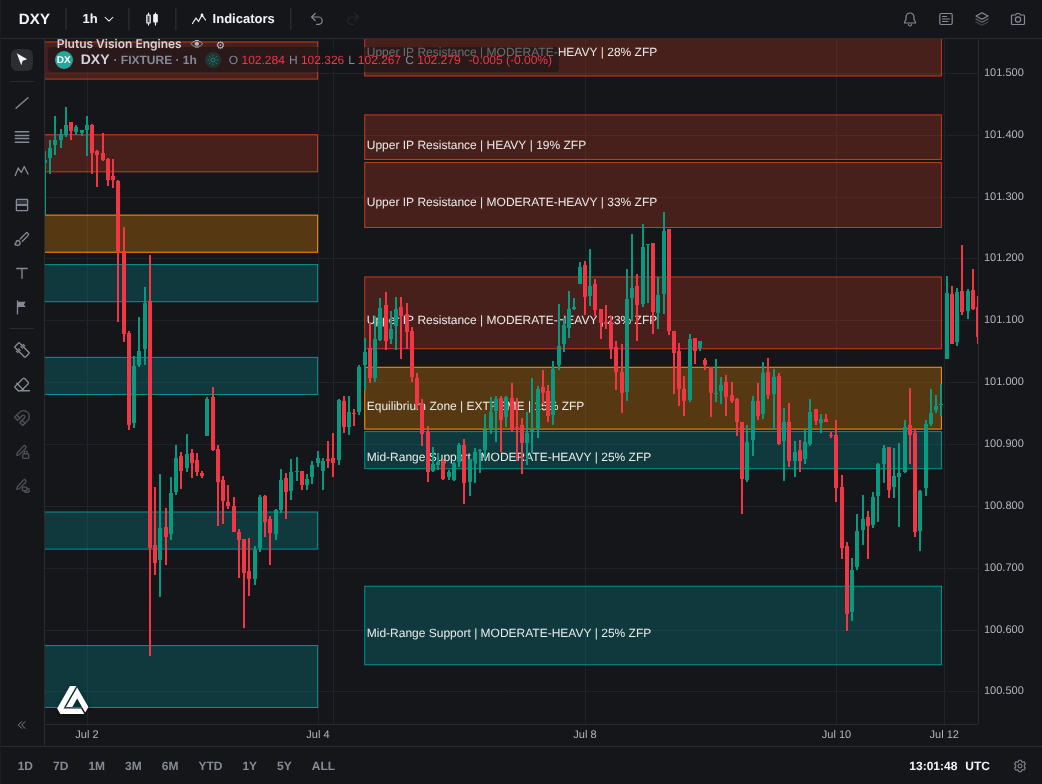 DXY 1h Indicators
Plutus Vision Engines
Upper IP Resistance | MODERATE-HEAVY | 28% ZFP
DX DXY · FIXTURE · 1h O 102.284 H 102.326 L 102.267 C 102.279 -0.005 (-0.00%)
101.500
101.400
Upper IP Resistance | HEAVY | 19% ZFP
101.300
Upper IP Resistance | MODERATE-HEAVY | 33% ZFP
101.200
101.100
Upper IP Resistance | MODERATE-HEAVY | 23% ZFP
101.000
Equilibrium Zone | EXTREME | 15% ZFP
100.900
Mid-Range Support | MODERATE-HEAVY | 25% ZFP
100.800
100.700
100.600
Mid-Range Support | MODERATE-HEAVY | 25% ZFP
100.500
Jul 2 Jul 4 Jul 8 Jul 10 Jul 12
1D 7D 1M 3M 6M YTD 1Y 5Y ALL 13:01:48 UTC